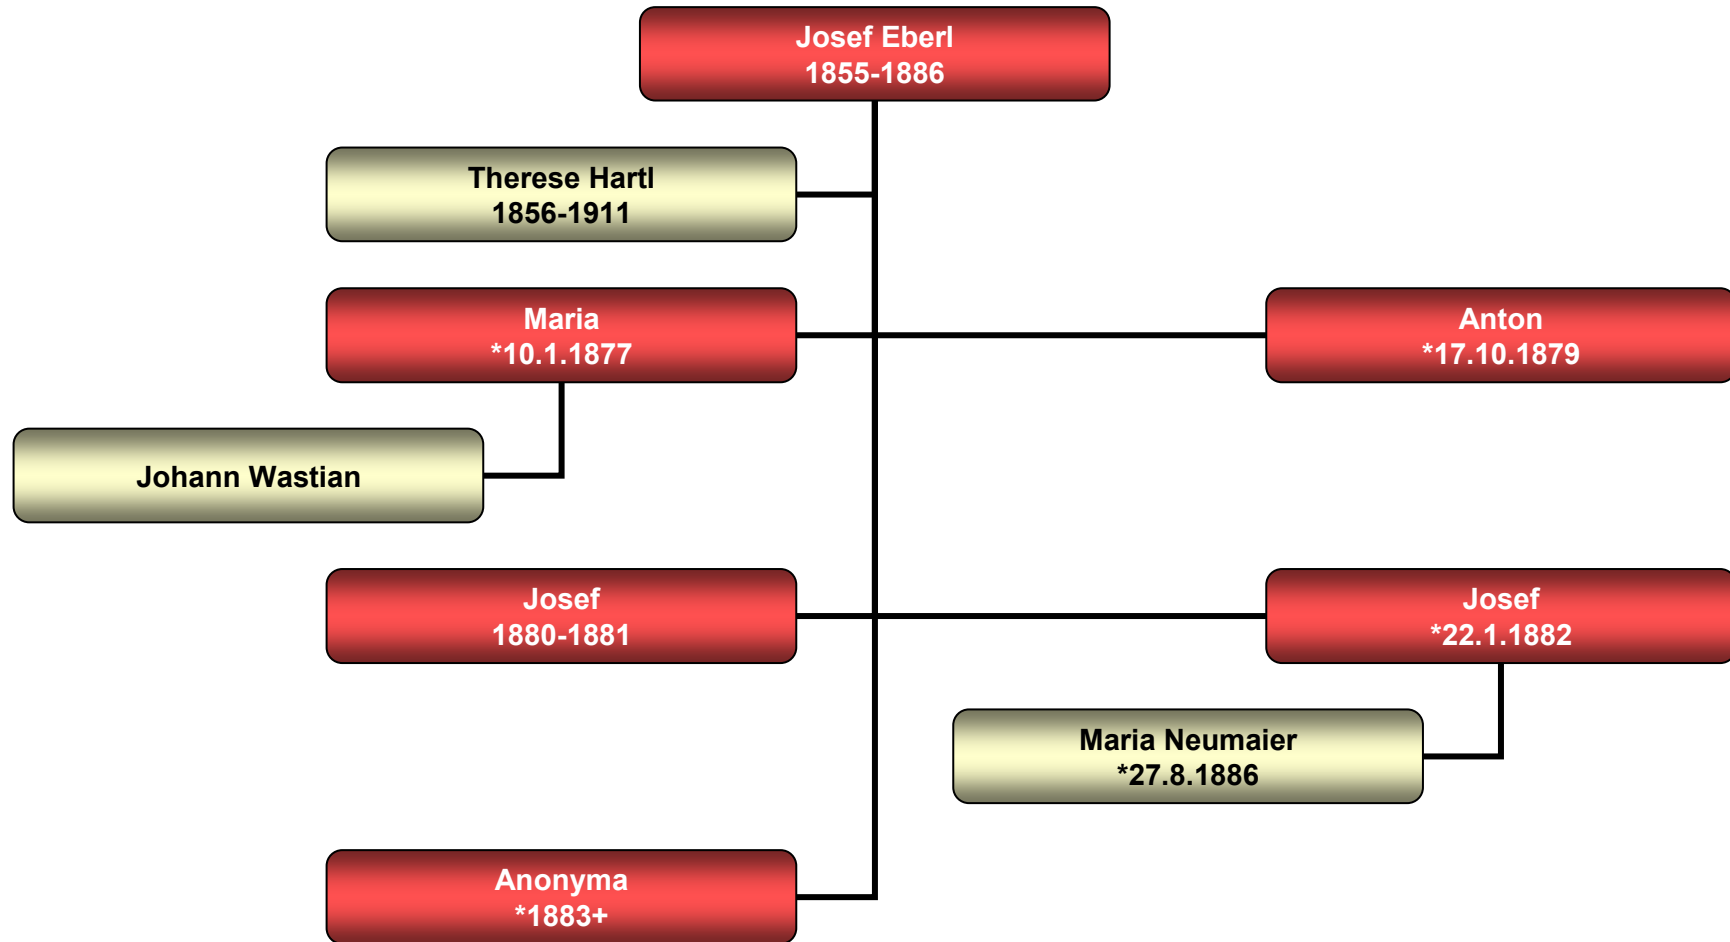 Josef Eberl
1855-1886
Therese Hartl
1856-1911
Maria
*10.1.1877
Anton
*17.10.1879
Johann Wastian
Josef
1880-1881
Josef
*22.1.1882
Maria Neumaier
*27.8.1886
Anonyma
*1883+